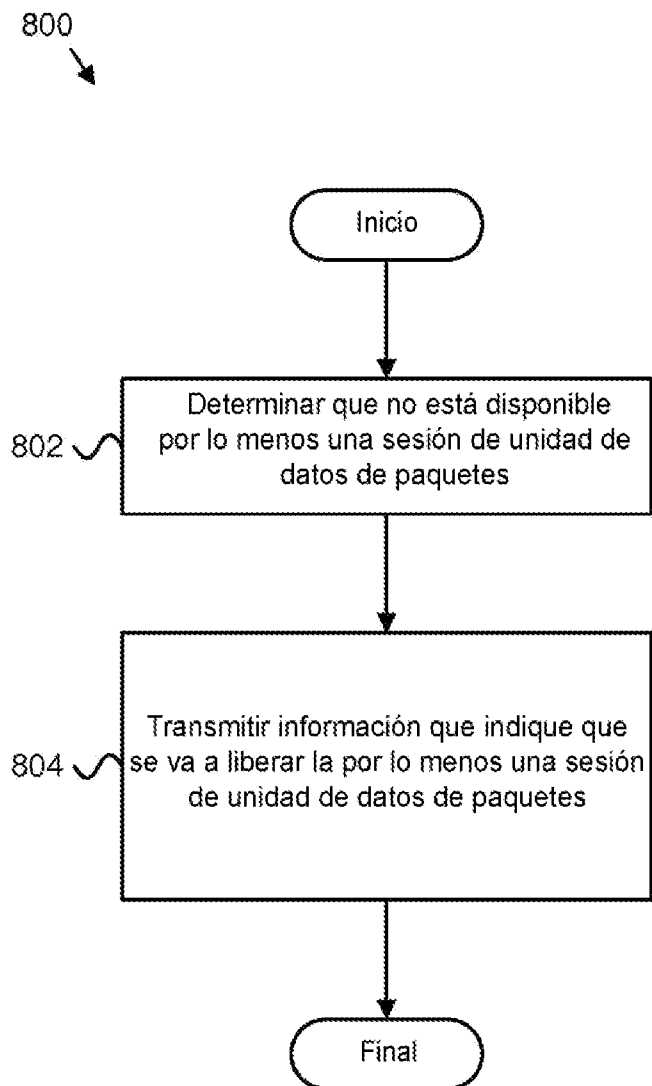 800
Inicio
802
Determinar que no está disponible
por lo menos una sesión de unidad de
datos de paquetes
804
Transmitir información que indique que
se va a liberar la por lo menos una sesión
de unidad de datos de paquetes
Final